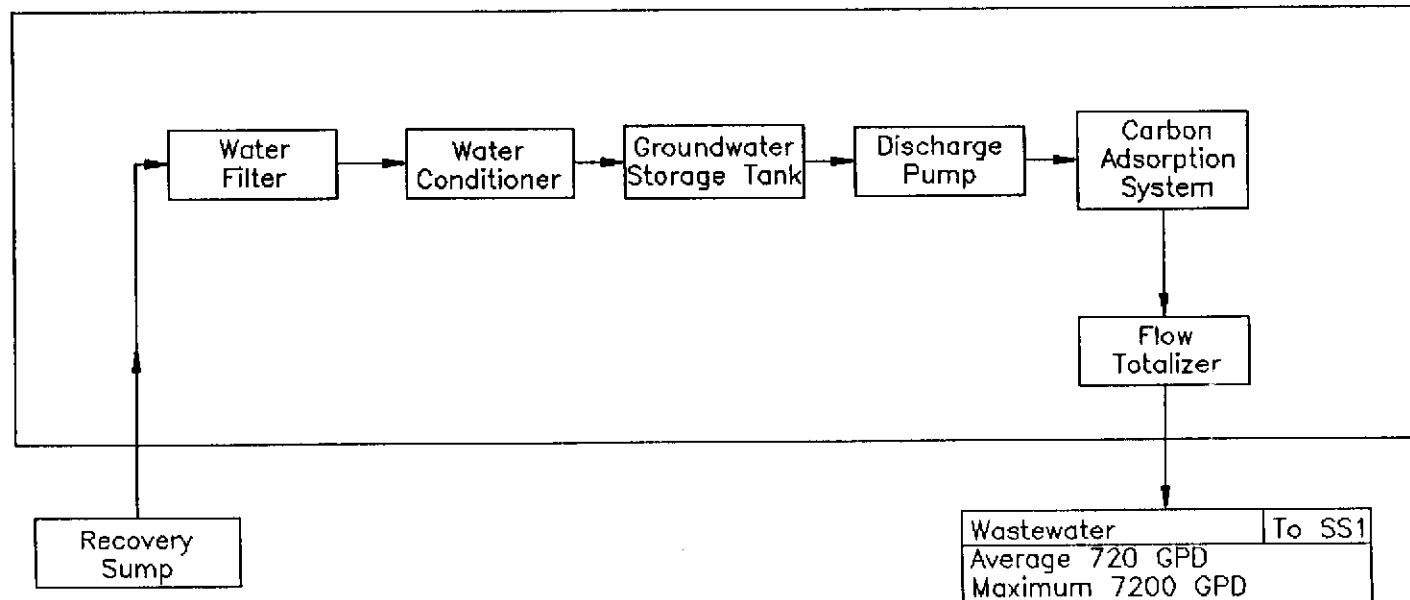 Water
Filter
Water
Conditioner
Groundwater
Storage Tank
Discharge
Pump
Carbon
Adsorption
System
Flow
Totalizer
Recovery
Sump
Wastewater
To SS1
Average 720 GPD
Maximum 7200 GPD